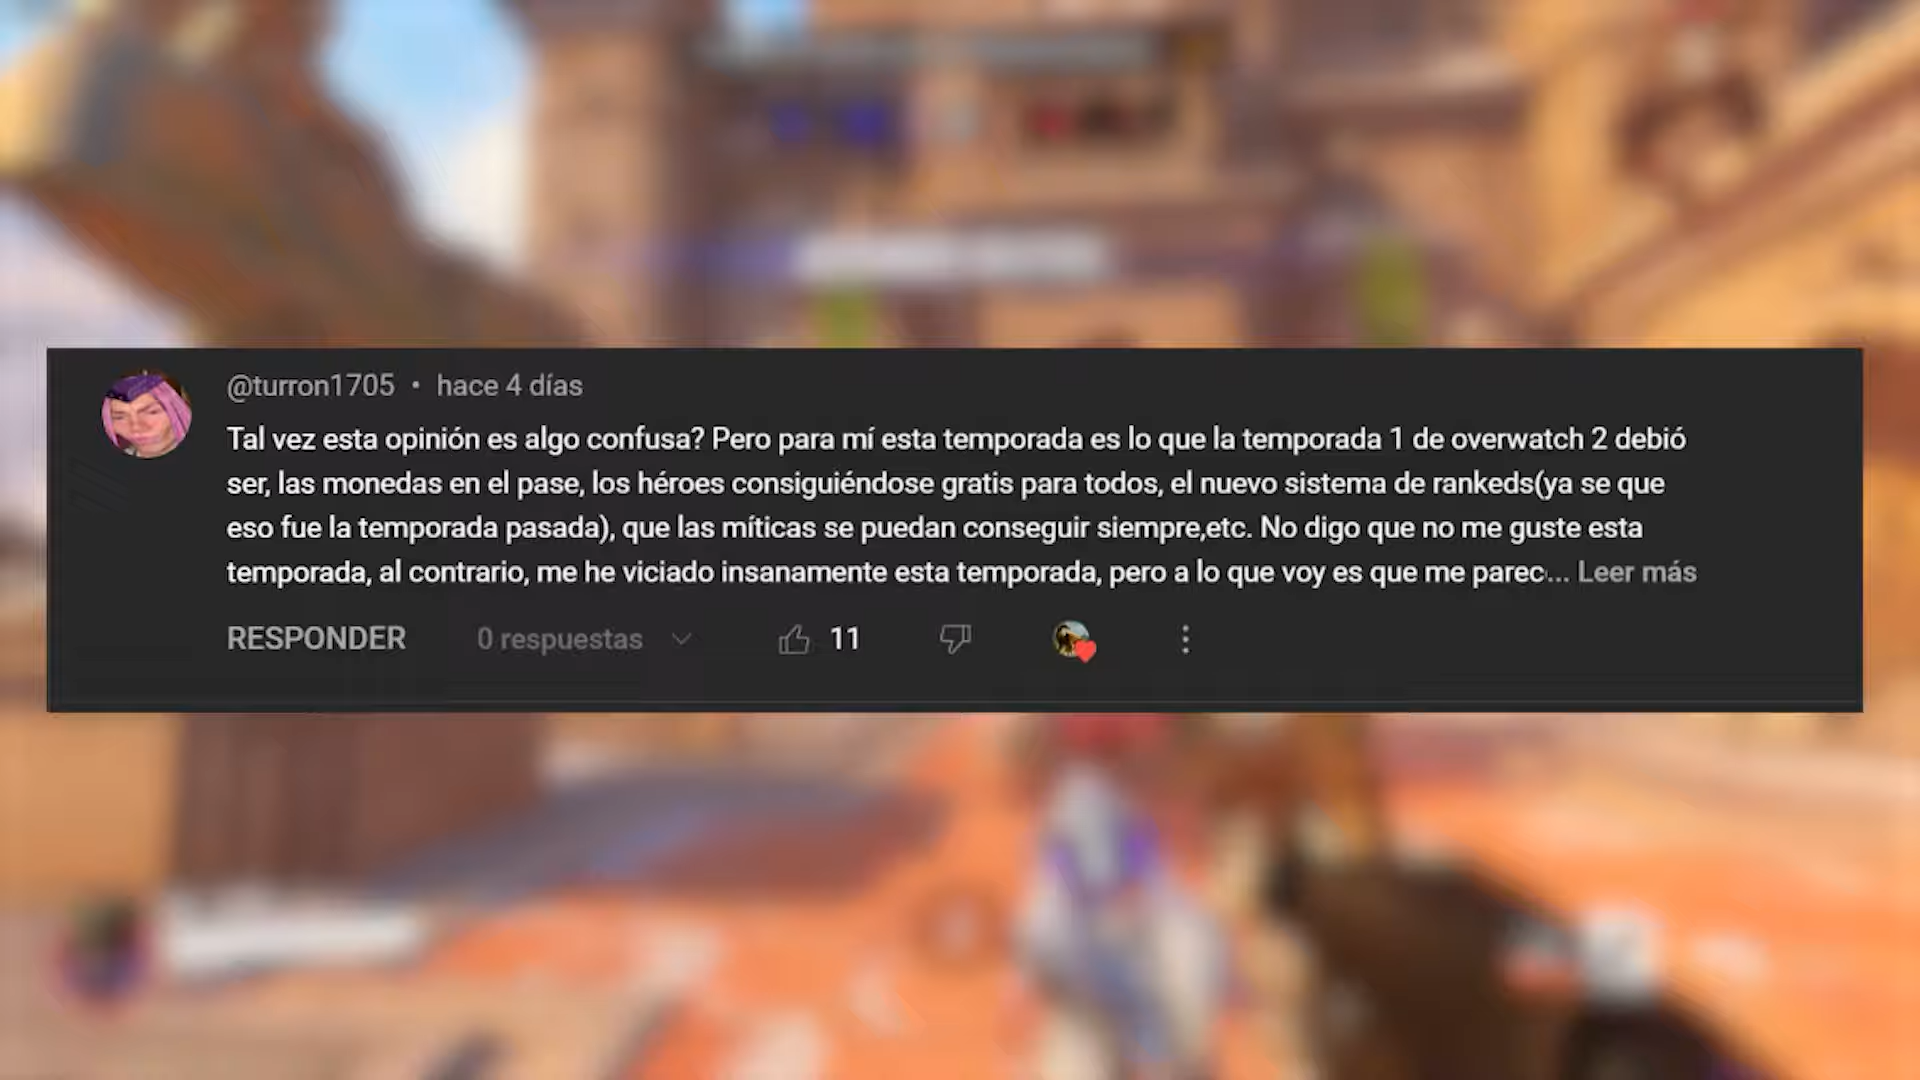 @turron1705 • hace 4 días
Tal vez esta opinión es algo confusa? Pero para mí esta temporada es lo que la temporada 1 de overwatch 2 debió
ser, las monedas en el pase, los héroes consiguiéndose gratis para todos, el nuevo sistema de rankeds(ya se que
eso fue la temporada pasada), que las míticas se puedan conseguir siempre,etc. No digo que no me guste esta
temporada, al contrario, me he viciado insanamente esta temporada, pero a lo que voy es que me parec... Leer más
RESPONDER 0 respuestas 11